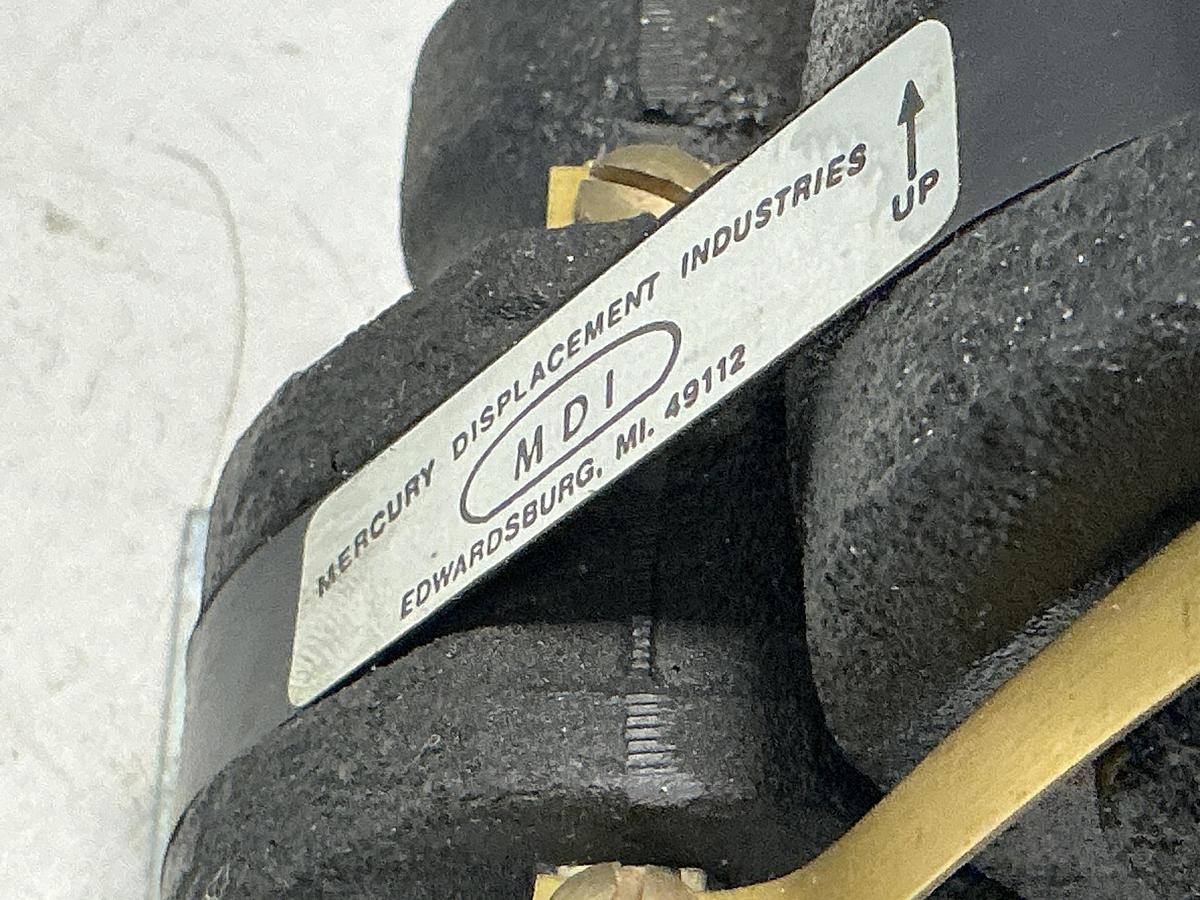 ↑
UP
MERCURY DISPLACEMENT INDUSTRIES
MDI
EDWARDSBURG, MI. 49112